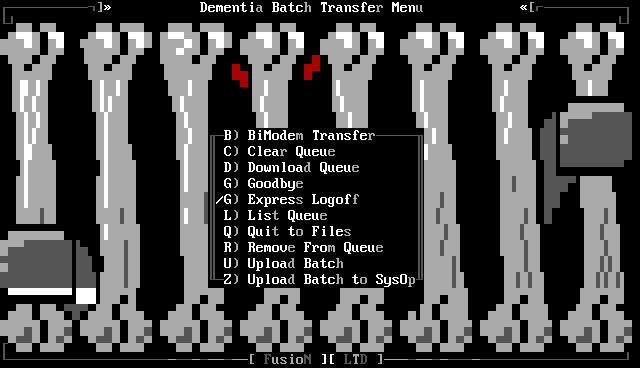 Dementia Batch Transfer Menu
B) BiModem Transfer
C) Clear Queue
D) Download Queue
G) Goodbye
/G) Express Logoff
L) List Queue
Q) Quit to Files
R) Remove From Queue
U) Upload Batch
Z) Upload Batch to SysOp
[ FusioN ][ LTD ]